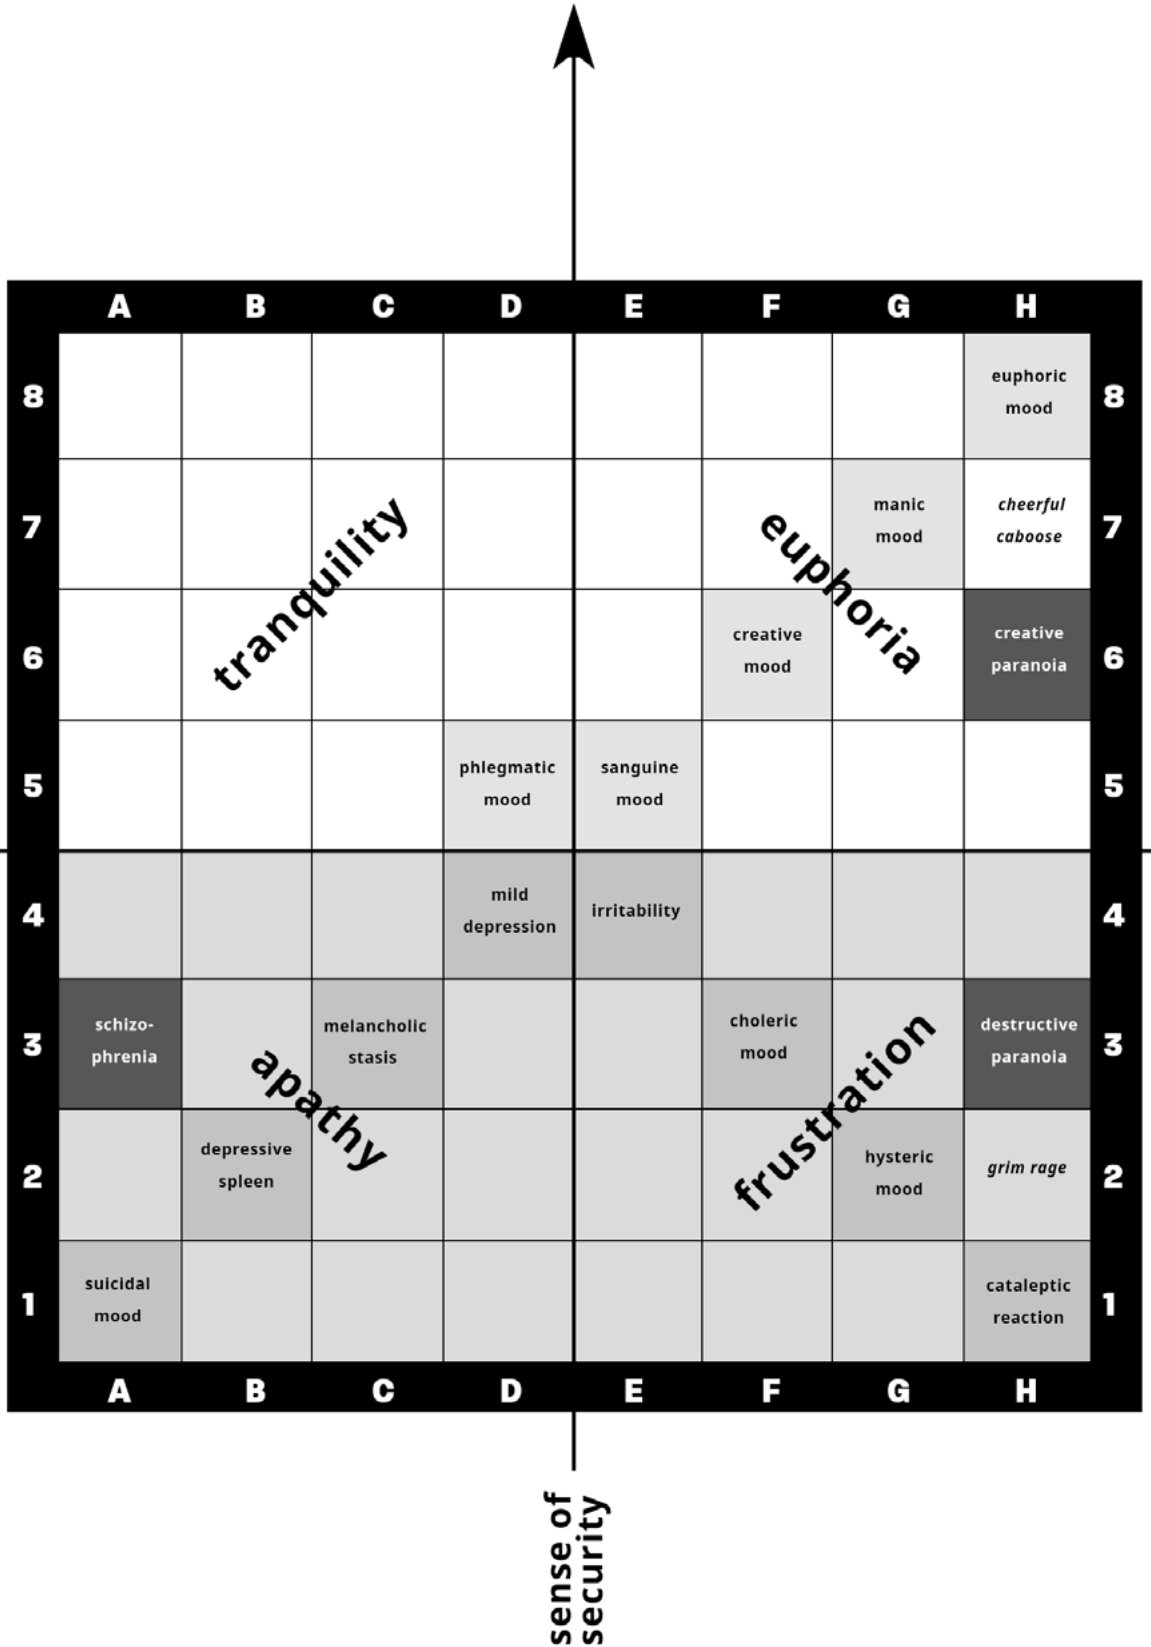 A B C D E F G H
8 euphoric 8
mood
7 manic cheerful 7
mood caboose
tranquility
euphoria
6 creative creative 6
mood paranoia
5 phlegmatic sanguine 5
mood mood
4 mild irritability 4
depression
3 schizo- melancholic choleric destructive 3
phrenia stasis mood paranoia
apathy
frustration
2 depressive hysteric grim rage 2
spleen mood
1 suicidal cataleptic 1
mood reaction
A B C D E F G H
sense of
security